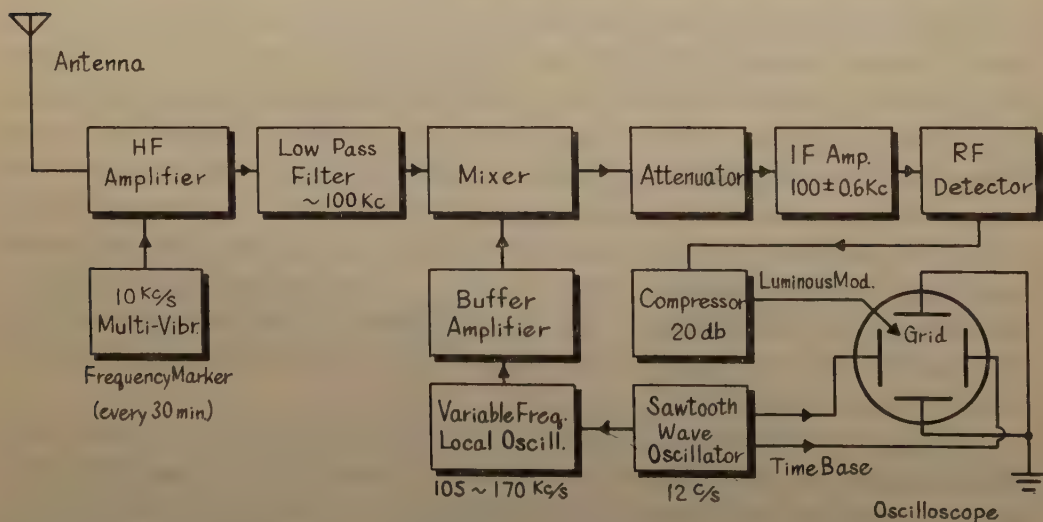 Antenna
HF
Amplifier
Low Pass
Filter
~ 100 Kc
Mixer
Attenuator
IF Amp.
100 ± 0.6 Kc
RF
Detector
10 Kc/s
Multi-Vibr.
Frequency Marker
(every 30 min.)
Buffer
Amplifier
Compressor
20 db
Luminous Mod.
Grid
Variable Freq.
Local Oscill.
105 ~ 170 Kc/s
Sawtooth
Wave
Oscillator
12 c/s
Time Base
Oscilloscope